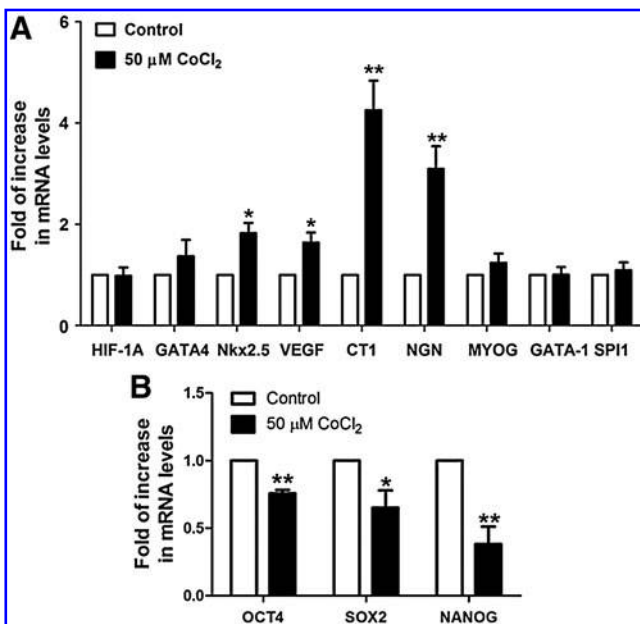 A
Control
50 μM CoCl₂
Fold of increase
in mRNA levels
6
4
2
0
*
*
**
**
HIF-1A GATA4 Nkx2.5 VEGF CT1 NGN MYOG GATA-1 SPI1
B
Control
50 μM CoCl₂
Fold of increase
in mRNA levels
1.5
1.0
0.5
0.0
**
*
**
OCT4 SOX2 NANOG